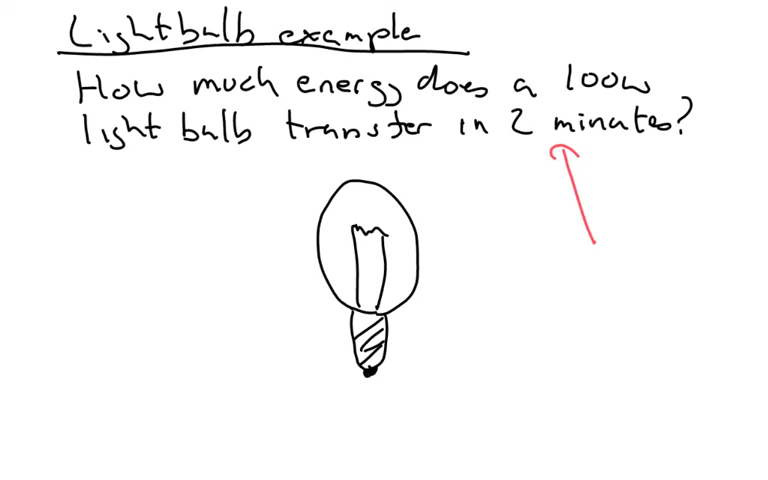 Lightbulb example
How much energy does a 100w
light bulb transfer in 2 minutes?